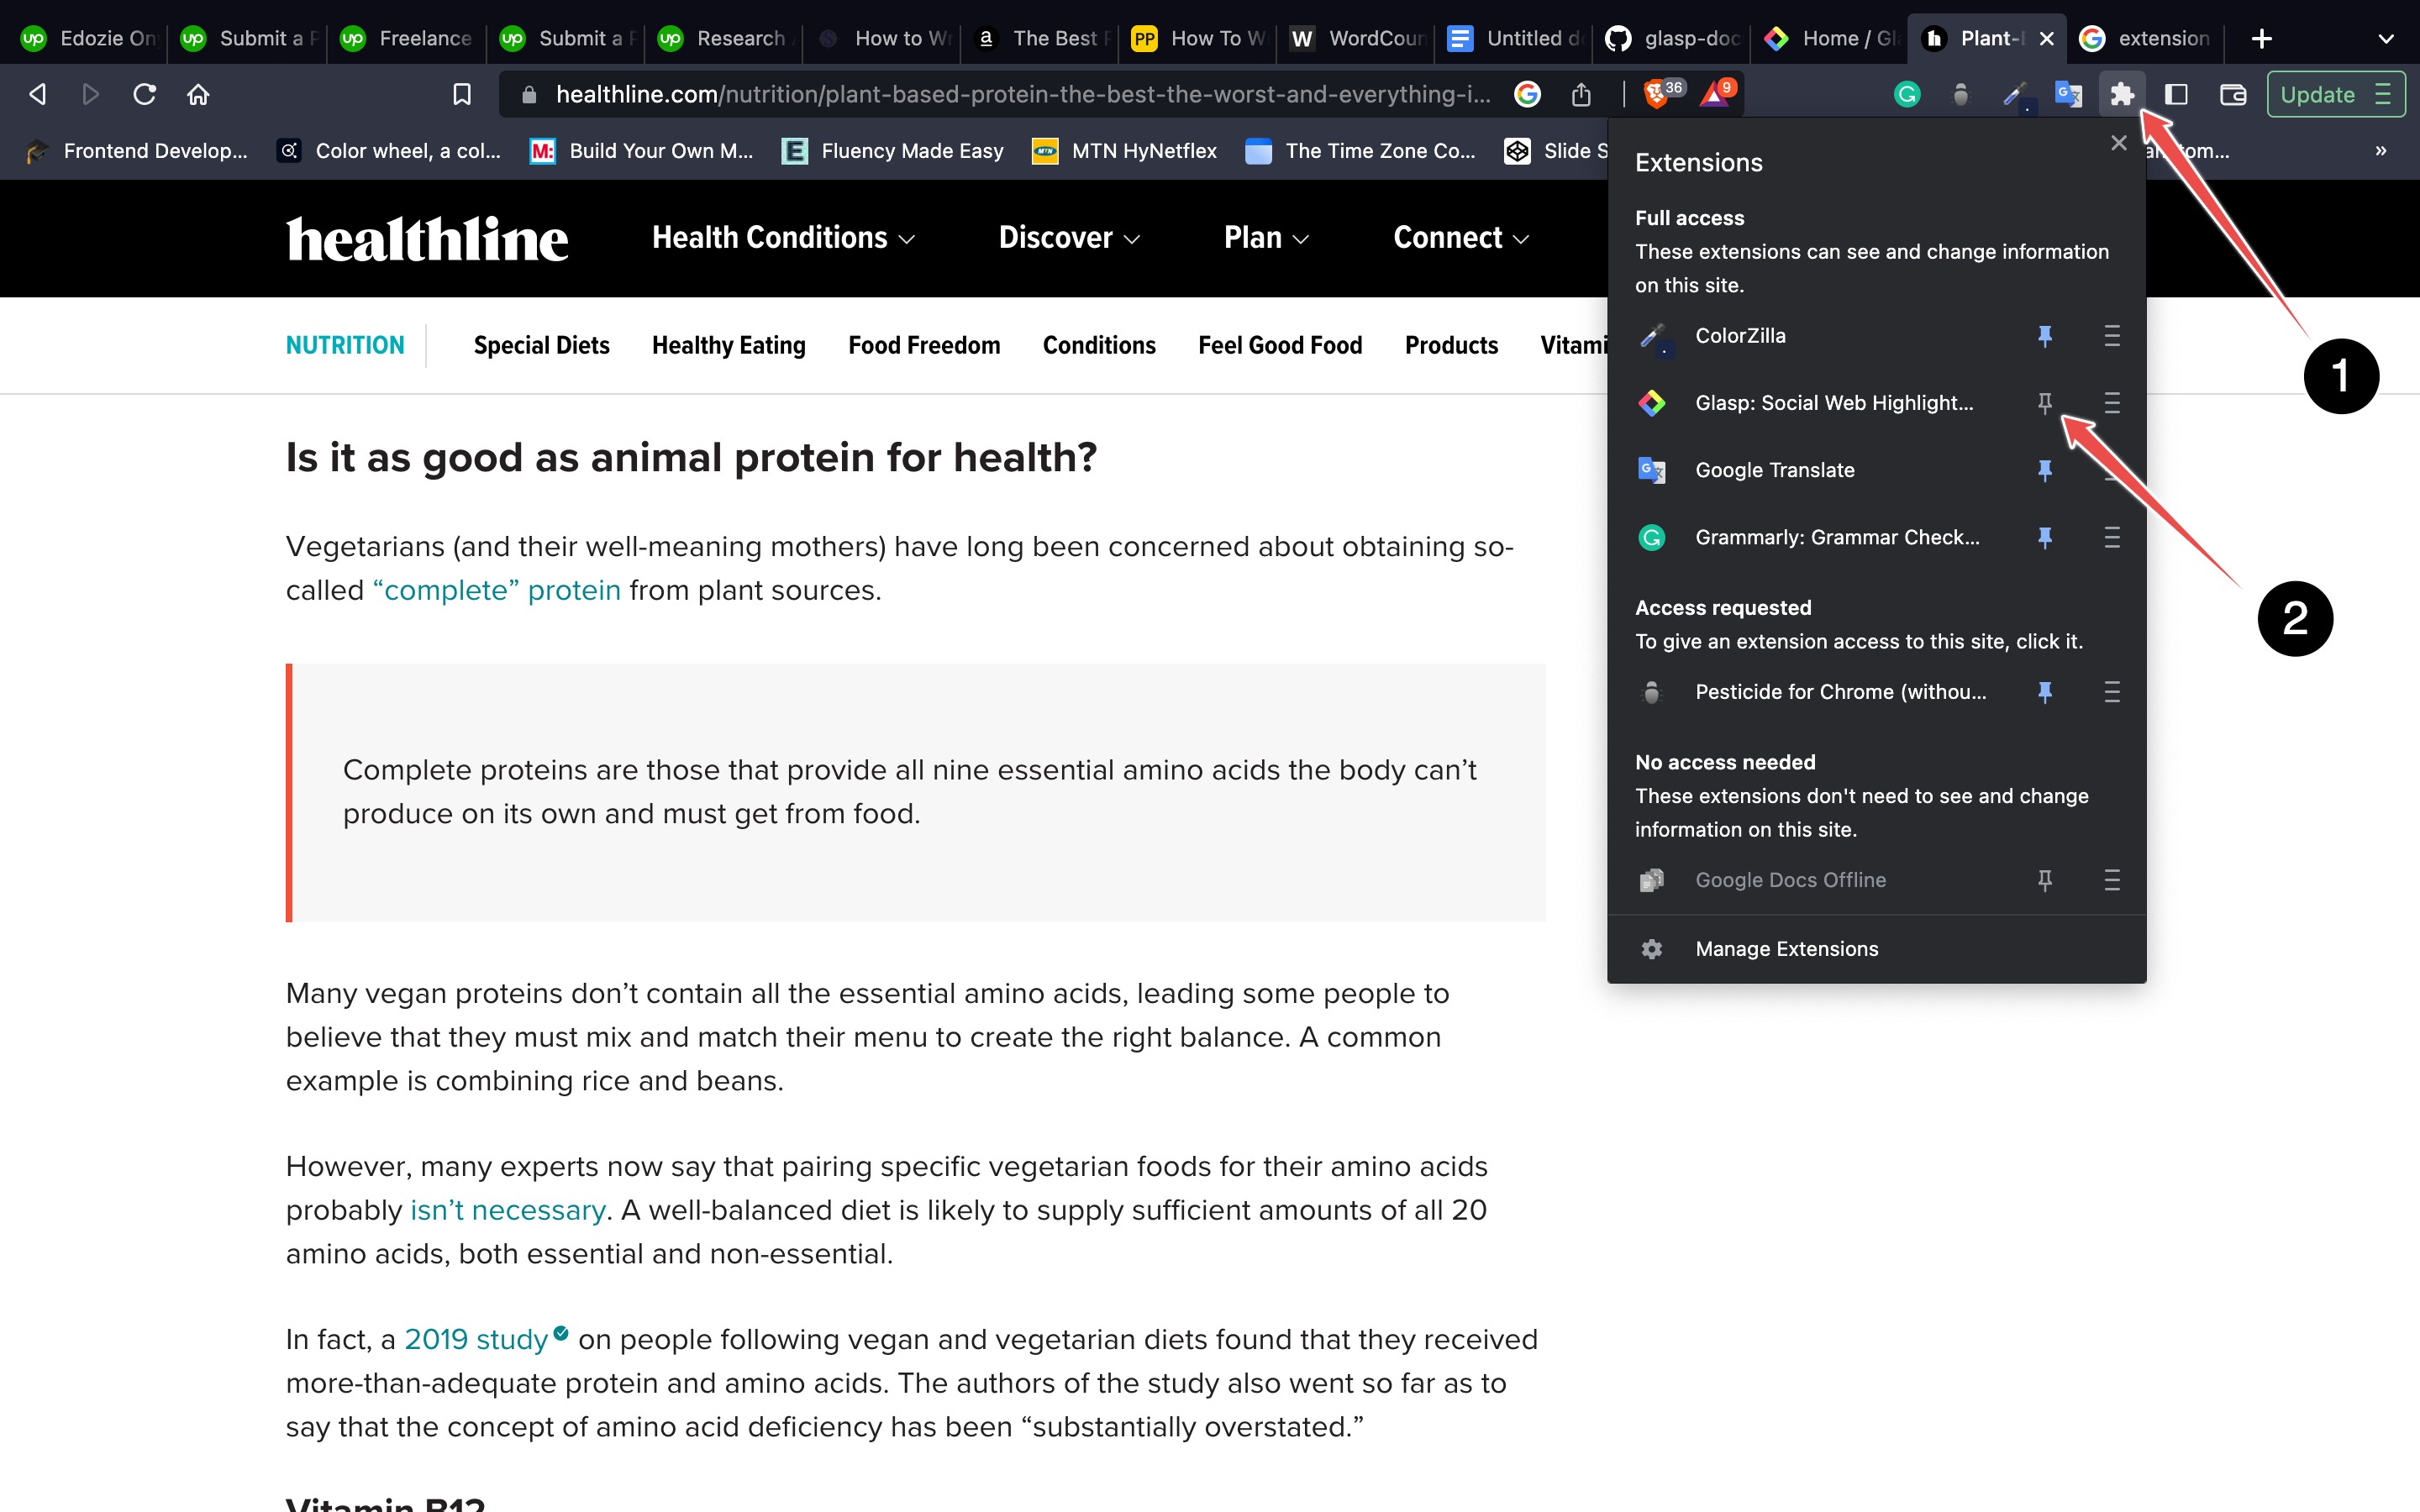 Edozie On
Submit a P
Freelance
Submit a P
Research A
How to Wr
The Best P
PP How To W
W WordCoun
Untitled do
glasp-doc
Home / Gl
Plant-B
extension
healthline.com/nutrition/plant-based-protein-the-best-the-worst-and-everything-i...
36
9
Update
Frontend Develop...
Color wheel, a col...
M: Build Your Own M...
E Fluency Made Easy
MTN HyNetflex
The Time Zone Co...
Slide S
»
healthline
Health Conditions
Discover
Plan
Connect
NUTRITION
Special Diets
Healthy Eating
Food Freedom
Conditions
Feel Good Food
Products
Vitami
Is it as good as animal protein for health?
Vegetarians (and their well-meaning mothers) have long been concerned about obtaining so-
called “complete” protein from plant sources.
Complete proteins are those that provide all nine essential amino acids the body can’t
produce on its own and must get from food.
Many vegan proteins don’t contain all the essential amino acids, leading some people to
believe that they must mix and match their menu to create the right balance. A common
example is combining rice and beans.
However, many experts now say that pairing specific vegetarian foods for their amino acids
probably isn’t necessary. A well-balanced diet is likely to supply sufficient amounts of all 20
amino acids, both essential and non-essential.
In fact, a 2019 study on people following vegan and vegetarian diets found that they received
more-than-adequate protein and amino acids. The authors of the study also went so far as to
say that the concept of amino acid deficiency has been “substantially overstated.”
Vitamin B12
Extensions
Full access
These extensions can see and change information
on this site.
ColorZilla
Glasp: Social Web Highlight...
Google Translate
Grammarly: Grammar Check...
Access requested
To give an extension access to this site, click it.
Pesticide for Chrome (withou...
No access needed
These extensions don't need to see and change
information on this site.
Google Docs Offline
Manage Extensions
1
2